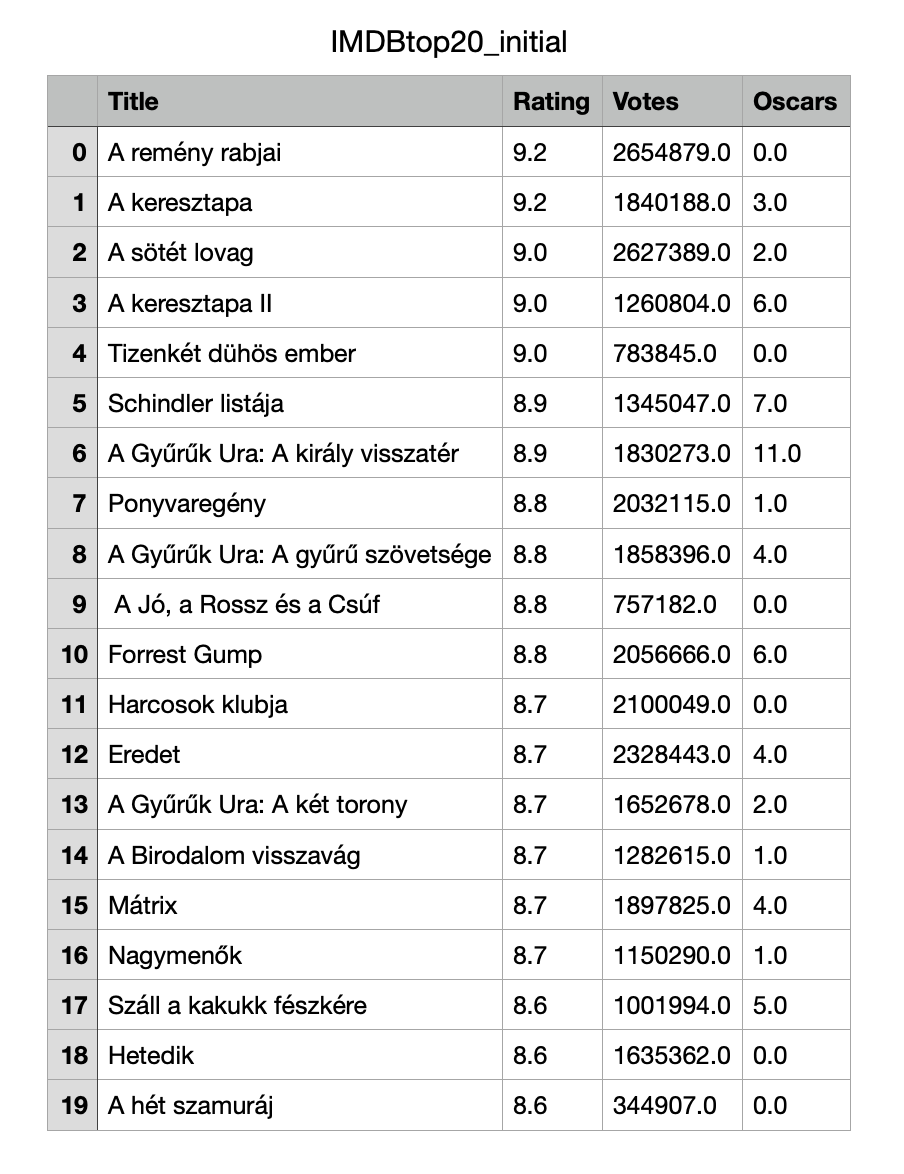 IMDBtop20_initial
Title Rating Votes Oscars
0 A remény rabjai 9.2 2654879.0 0.0
1 A keresztapa 9.2 1840188.0 3.0
2 A sötét lovag 9.0 2627389.0 2.0
3 A keresztapa II 9.0 1260804.0 6.0
4 Tizenkét dühös ember 9.0 783845.0 0.0
5 Schindler listája 8.9 1345047.0 7.0
6 A Gyűrűk Ura: A király visszatér 8.9 1830273.0 11.0
7 Ponyvaregény 8.8 2032115.0 1.0
8 A Gyűrűk Ura: A gyűrű szövetsége 8.8 1858396.0 4.0
9 A Jó, a Rossz és a Csúf 8.8 757182.0 0.0
10 Forrest Gump 8.8 2056666.0 6.0
11 Harcosok klubja 8.7 2100049.0 0.0
12 Eredet 8.7 2328443.0 4.0
13 A Gyűrűk Ura: A két torony 8.7 1652678.0 2.0
14 A Birodalom visszavág 8.7 1282615.0 1.0
15 Mátrix 8.7 1897825.0 4.0
16 Nagymenők 8.7 1150290.0 1.0
17 Száll a kakukk fészkére 8.6 1001994.0 5.0
18 Hetedik 8.6 1635362.0 0.0
19 A hét szamuráj 8.6 344907.0 0.0